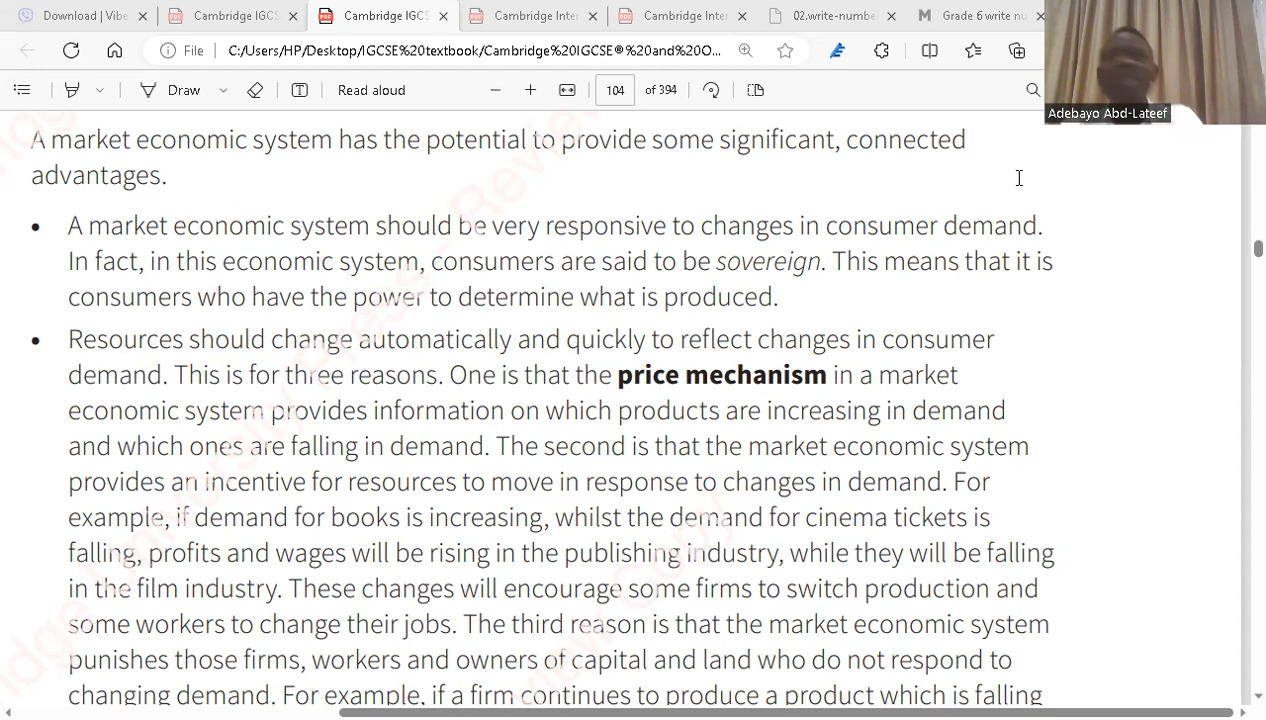 Download | Vibe
Cambridge IGCS
Cambridge IGCS
Cambridge Inter
Cambridge Inter
02.write-numbe
Grade 6 write nu
File
C:/Users/HP/Desktop/IGCSE%20textbook/Cambridge%20IGCSE®%20and%20O...
Draw
Read aloud
104 of 394
Adebayo Abd-Lateef
A market economic system has the potential to provide some significant, connected
advantages.
• A market economic system should be very responsive to changes in consumer demand.
In fact, in this economic system, consumers are said to be sovereign. This means that it is
consumers who have the power to determine what is produced.
• Resources should change automatically and quickly to reflect changes in consumer
demand. This is for three reasons. One is that the price mechanism in a market
economic system provides information on which products are increasing in demand
and which ones are falling in demand. The second is that the market economic system
provides an incentive for resources to move in response to changes in demand. For
example, if demand for books is increasing, whilst the demand for cinema tickets is
falling, profits and wages will be rising in the publishing industry, while they will be falling
in the film industry. These changes will encourage some firms to switch production and
some workers to change their jobs. The third reason is that the market economic system
punishes those firms, workers and owners of capital and land who do not respond to
changing demand. For example, if a firm continues to produce a product which is falling